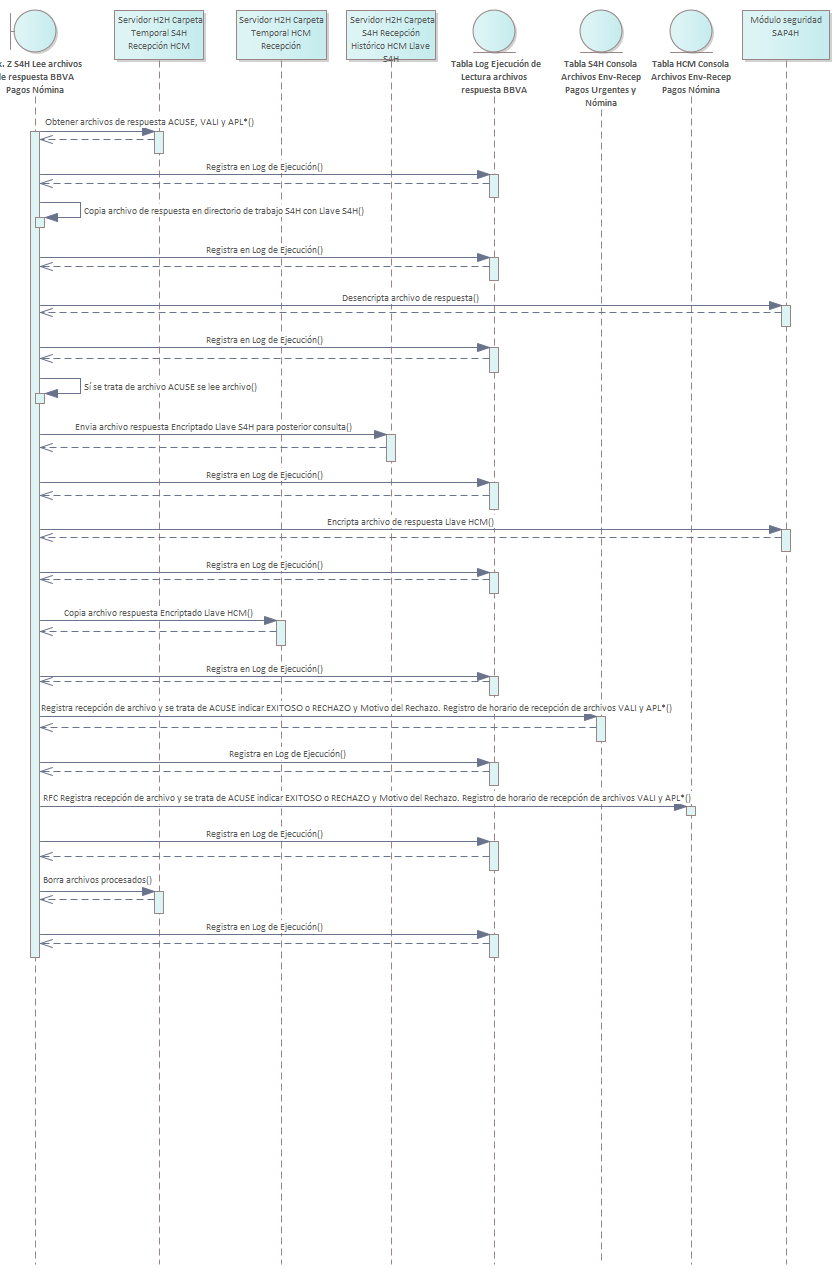 Servidor H2H Carpeta
Temporal S4H
Recepción HCM
Servidor H2H Carpeta
Temporal HCM
Recepción
Servidor H2H Carpeta
S4H Recepción
Histórico HCM Llave
S4H
Módulo seguridad
SAP4H
. Z S4H Lee archivos
e respuesta BBVA
Pagos Nómina
Tabla Log Ejecución de
Lectura archivos
respuesta BBVA
Tabla S4H Consola
Archivos Env-Recep
Pagos Urgentes y
Nómina
Tabla HCM Consola
Archivos Env-Recep
Pagos Nómina
Obtener archivos de respuesta ACUSE, VALI y APL*()
Registra en Log de Ejecución()
Copia archivo de respuesta en directorio de trabajo S4H con Llave S4H()
Registra en Log de Ejecución()
Desencripta archivo de respuesta()
Registra en Log de Ejecución()
Sí se trata de archivo ACUSE se lee archivo()
Envia archivo respuesta Encriptado Llave S4H para posterior consulta()
Registra en Log de Ejecución()
Encripta archivo de respuesta Llave HCM()
Registra en Log de Ejecución()
Copia archivo respuesta Encriptado Llave HCM()
Registra en Log de Ejecución()
Registra recepción de archivo y se trata de ACUSE indicar EXITOSO o RECHAZO y Motivo del Rechazo. Registro de horario de recepción de archivos VALI y APL*()
Registra en Log de Ejecución()
RFC Registra recepción de archivo y se trata de ACUSE indicar EXITOSO o RECHAZO y Motivo del Rechazo. Registro de horario de recepción de archivos VALI y APL*()
Registra en Log de Ejecución()
Borra archivos procesados()
Registra en Log de Ejecución()